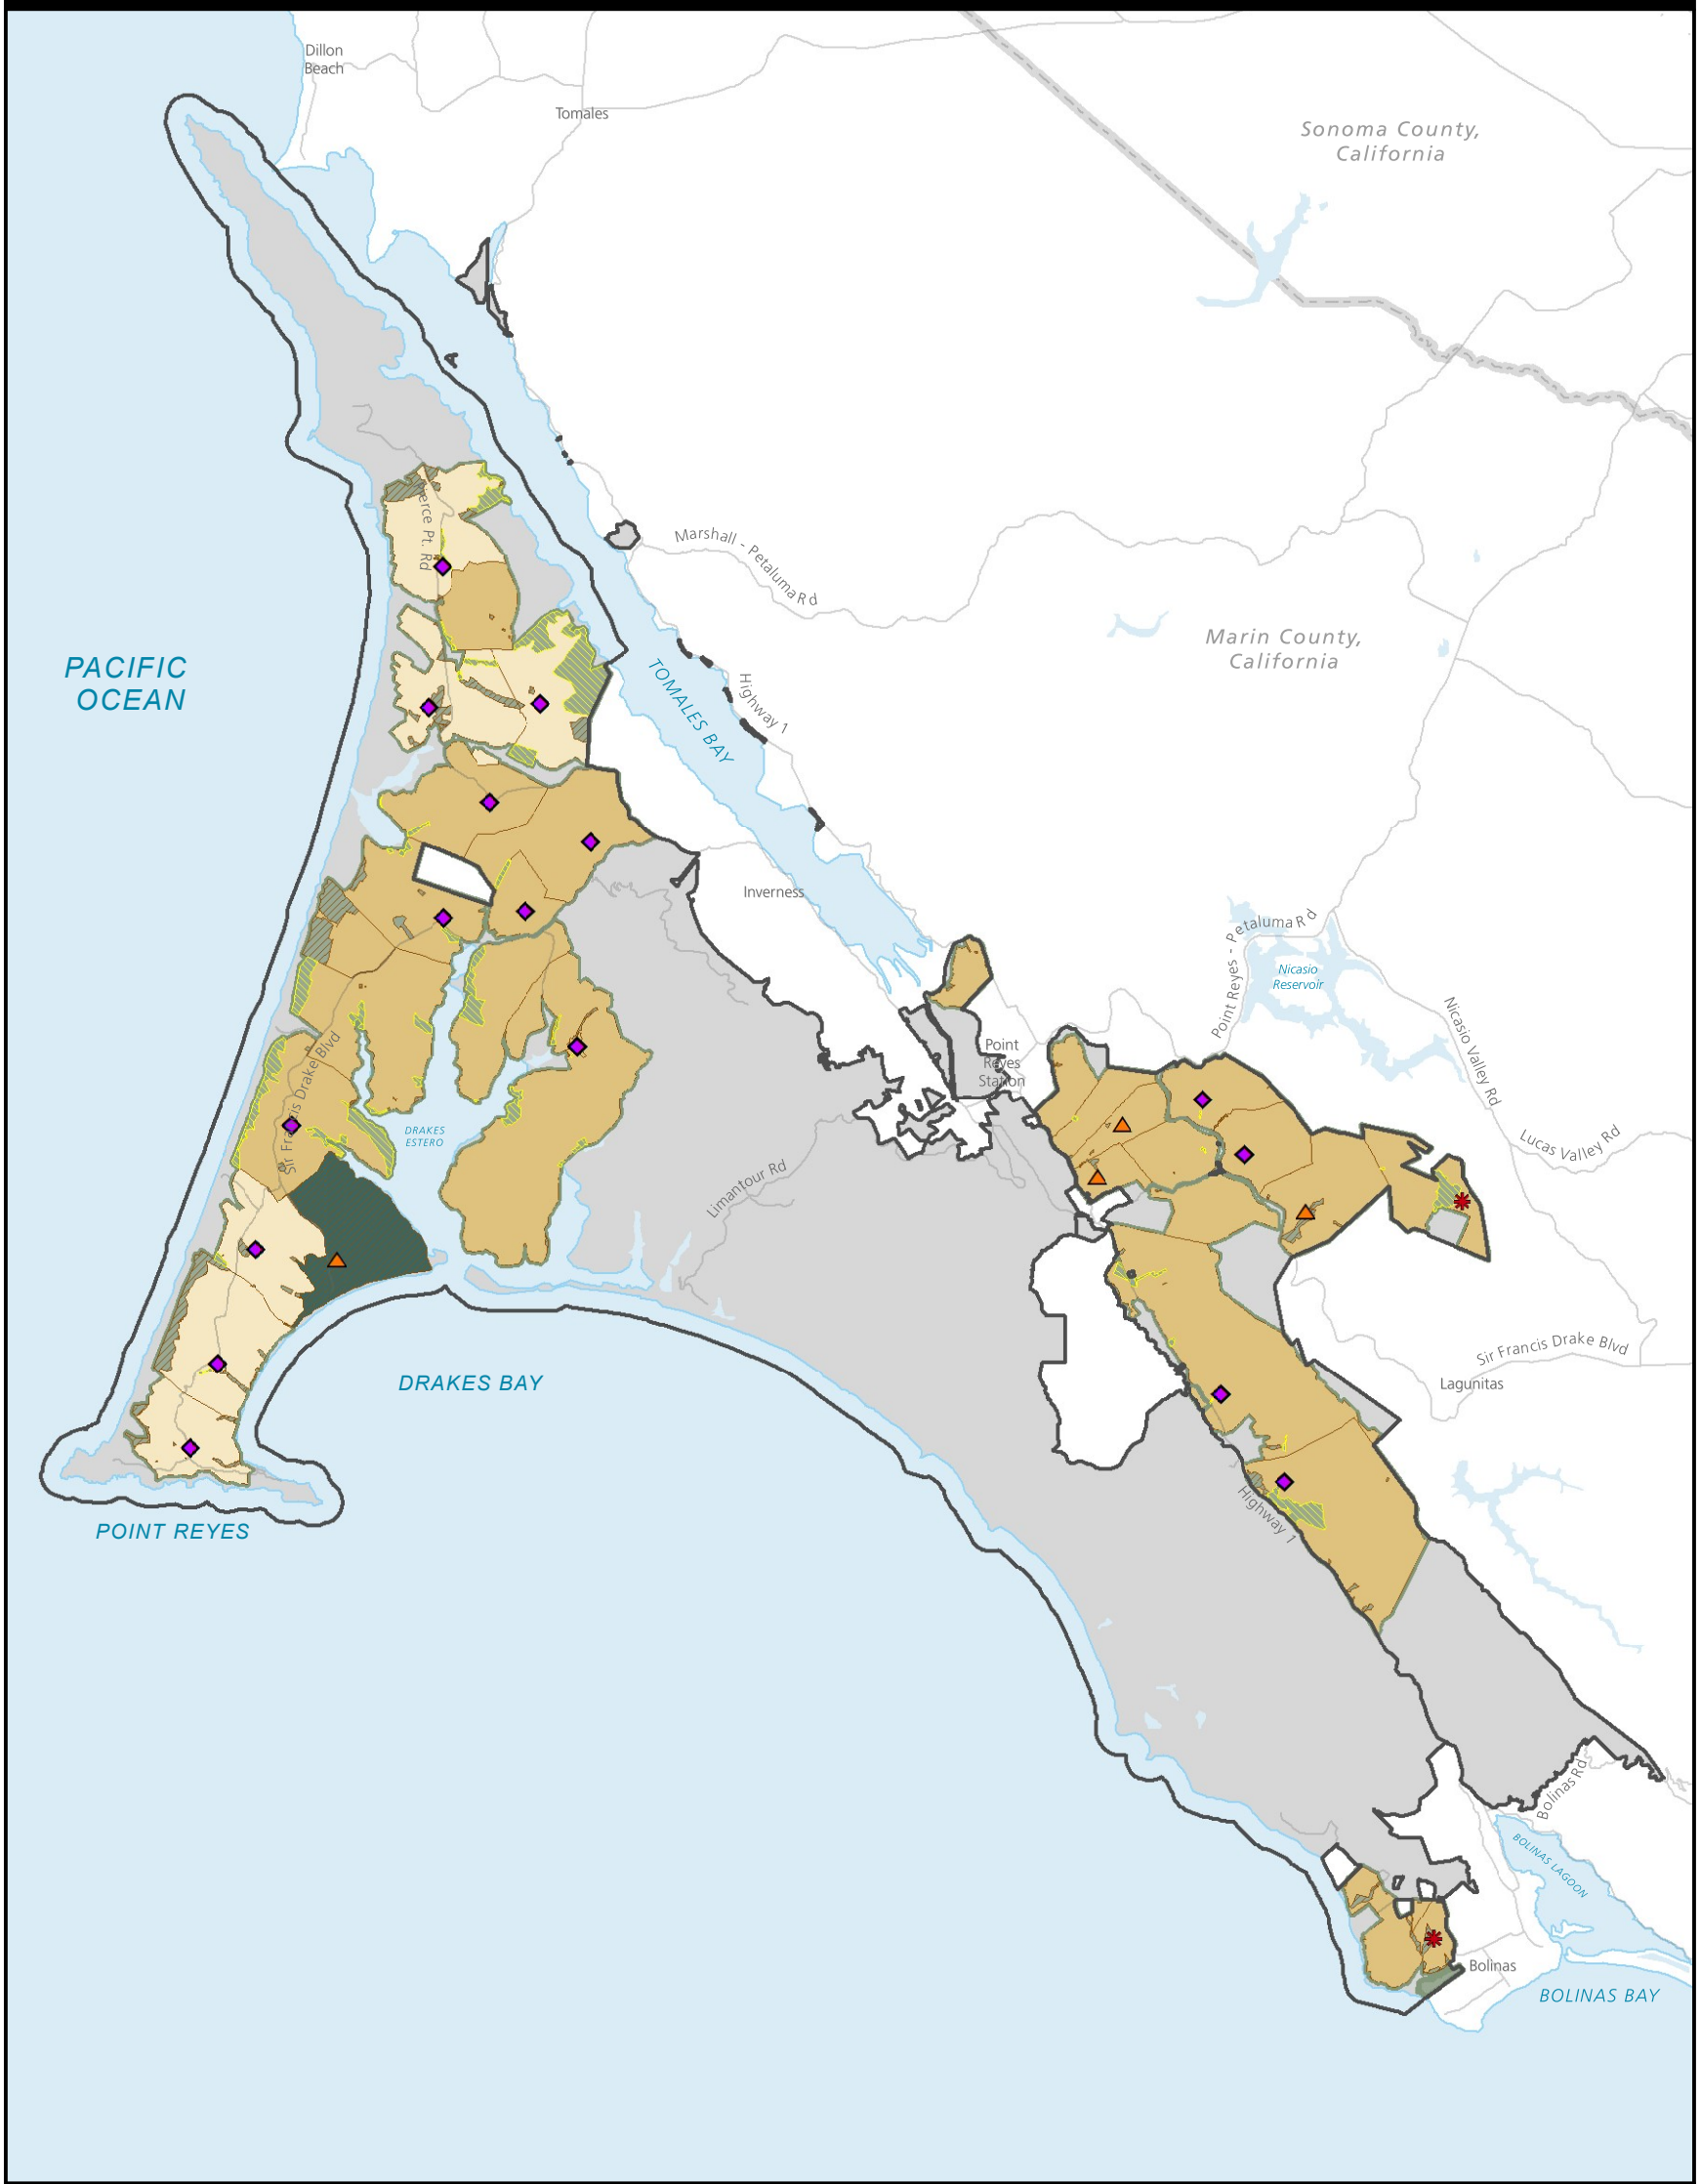 Dillon
Beach
Tomales
Sonoma County,
California
Pierce Pt. Rd
Marshall - Petaluma Rd
Marin County,
California
PACIFIC
OCEAN
TOMALES BAY
Highway 1
Inverness
Point Reyes - Petaluma Rd
Nicasio
Reservoir
Nicasio Valley Rd
Point
Reyes
Station
Sir Francis Drake Blvd
DRAKES
ESTERO
Lucas Valley Rd
Limantour Rd
Sir Francis Drake Blvd
Lagunitas
DRAKES BAY
POINT REYES
Highway 1
Bolinas Rd
BOLINAS LAGOON
Bolinas
BOLINAS BAY